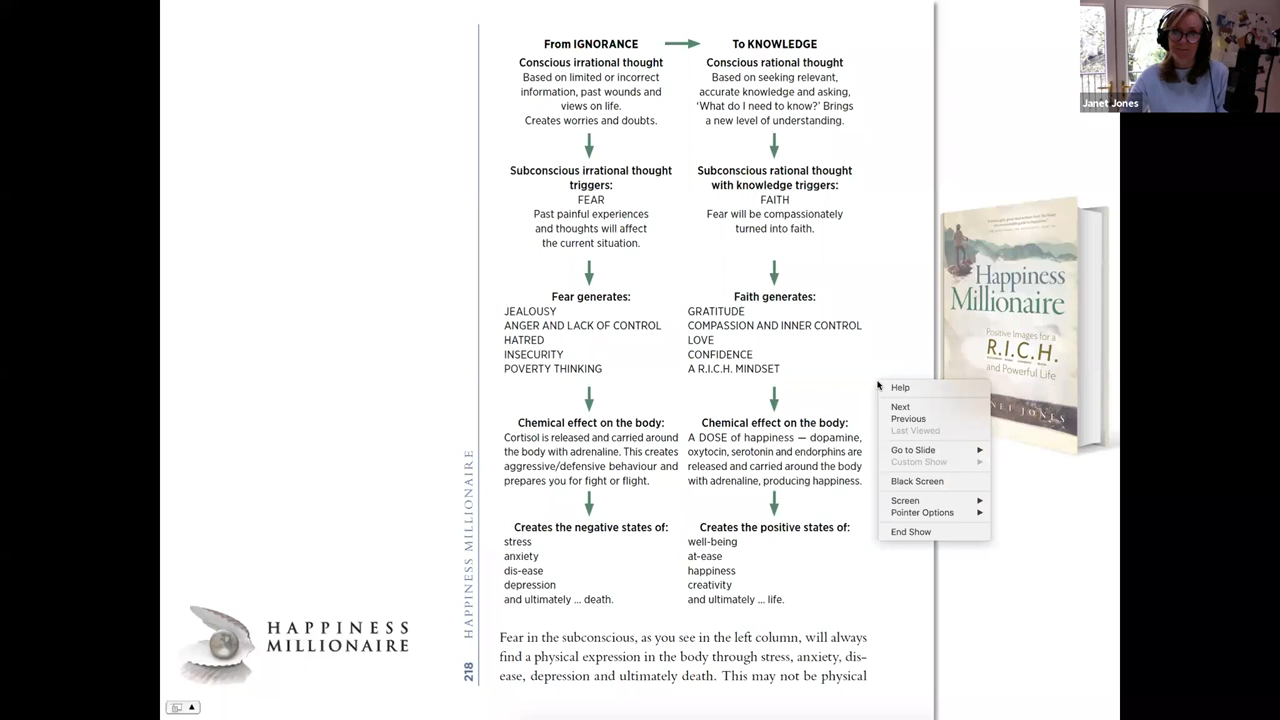 From IGNORANCE
Conscious irrational thought
Based on limited or incorrect
information, past wounds and
views on life.
Creates worries and doubts.
Subconscious irrational thought
triggers:
FEAR
Past painful experiences
and thoughts will affect
the current situation.
Fear generates:
JEALOUSY
ANGER AND LACK OF CONTROL
HATRED
INSECURITY
POVERTY THINKING
Chemical effect on the body:
Cortisol is released and carried around
the body with adrenaline. This creates
aggressive/defensive behaviour and
prepares you for fight or flight.
Creates the negative states of:
stress
anxiety
dis-ease
depression
and ultimately ... death.
To KNOWLEDGE
Conscious rational thought
Based on seeking relevant,
accurate knowledge and asking,
‘What do I need to know?’ Brings
a new level of understanding.
Subconscious rational thought
with knowledge triggers:
FAITH
Fear will be compassionately
turned into faith.
Faith generates:
GRATITUDE
COMPASSION AND INNER CONTROL
LOVE
CONFIDENCE
A R.I.C.H. MINDSET
Chemical effect on the body:
A DOSE of happiness — dopamine,
oxytocin, serotonin and endorphins are
released and carried around the body
with adrenaline, producing happiness.
Creates the positive states of:
well-being
at-ease
happiness
creativity
and ultimately ... life.
Fear in the subconscious, as you see in the left column, will always
find a physical expression in the body through stress, anxiety, dis-
ease, depression and ultimately death. This may not be physical
218 HAPPINESS MILLIONAIRE
HAPPINESS
MILLIONAIRE
Janet Jones
Happiness
Millionaire
Positive Images for a
R.I.C.H.
and Powerful Life
NET JONES
Help
Next
Previous
Last Viewed
Go to Slide
Custom Show
Black Screen
Screen
Pointer Options
End Show